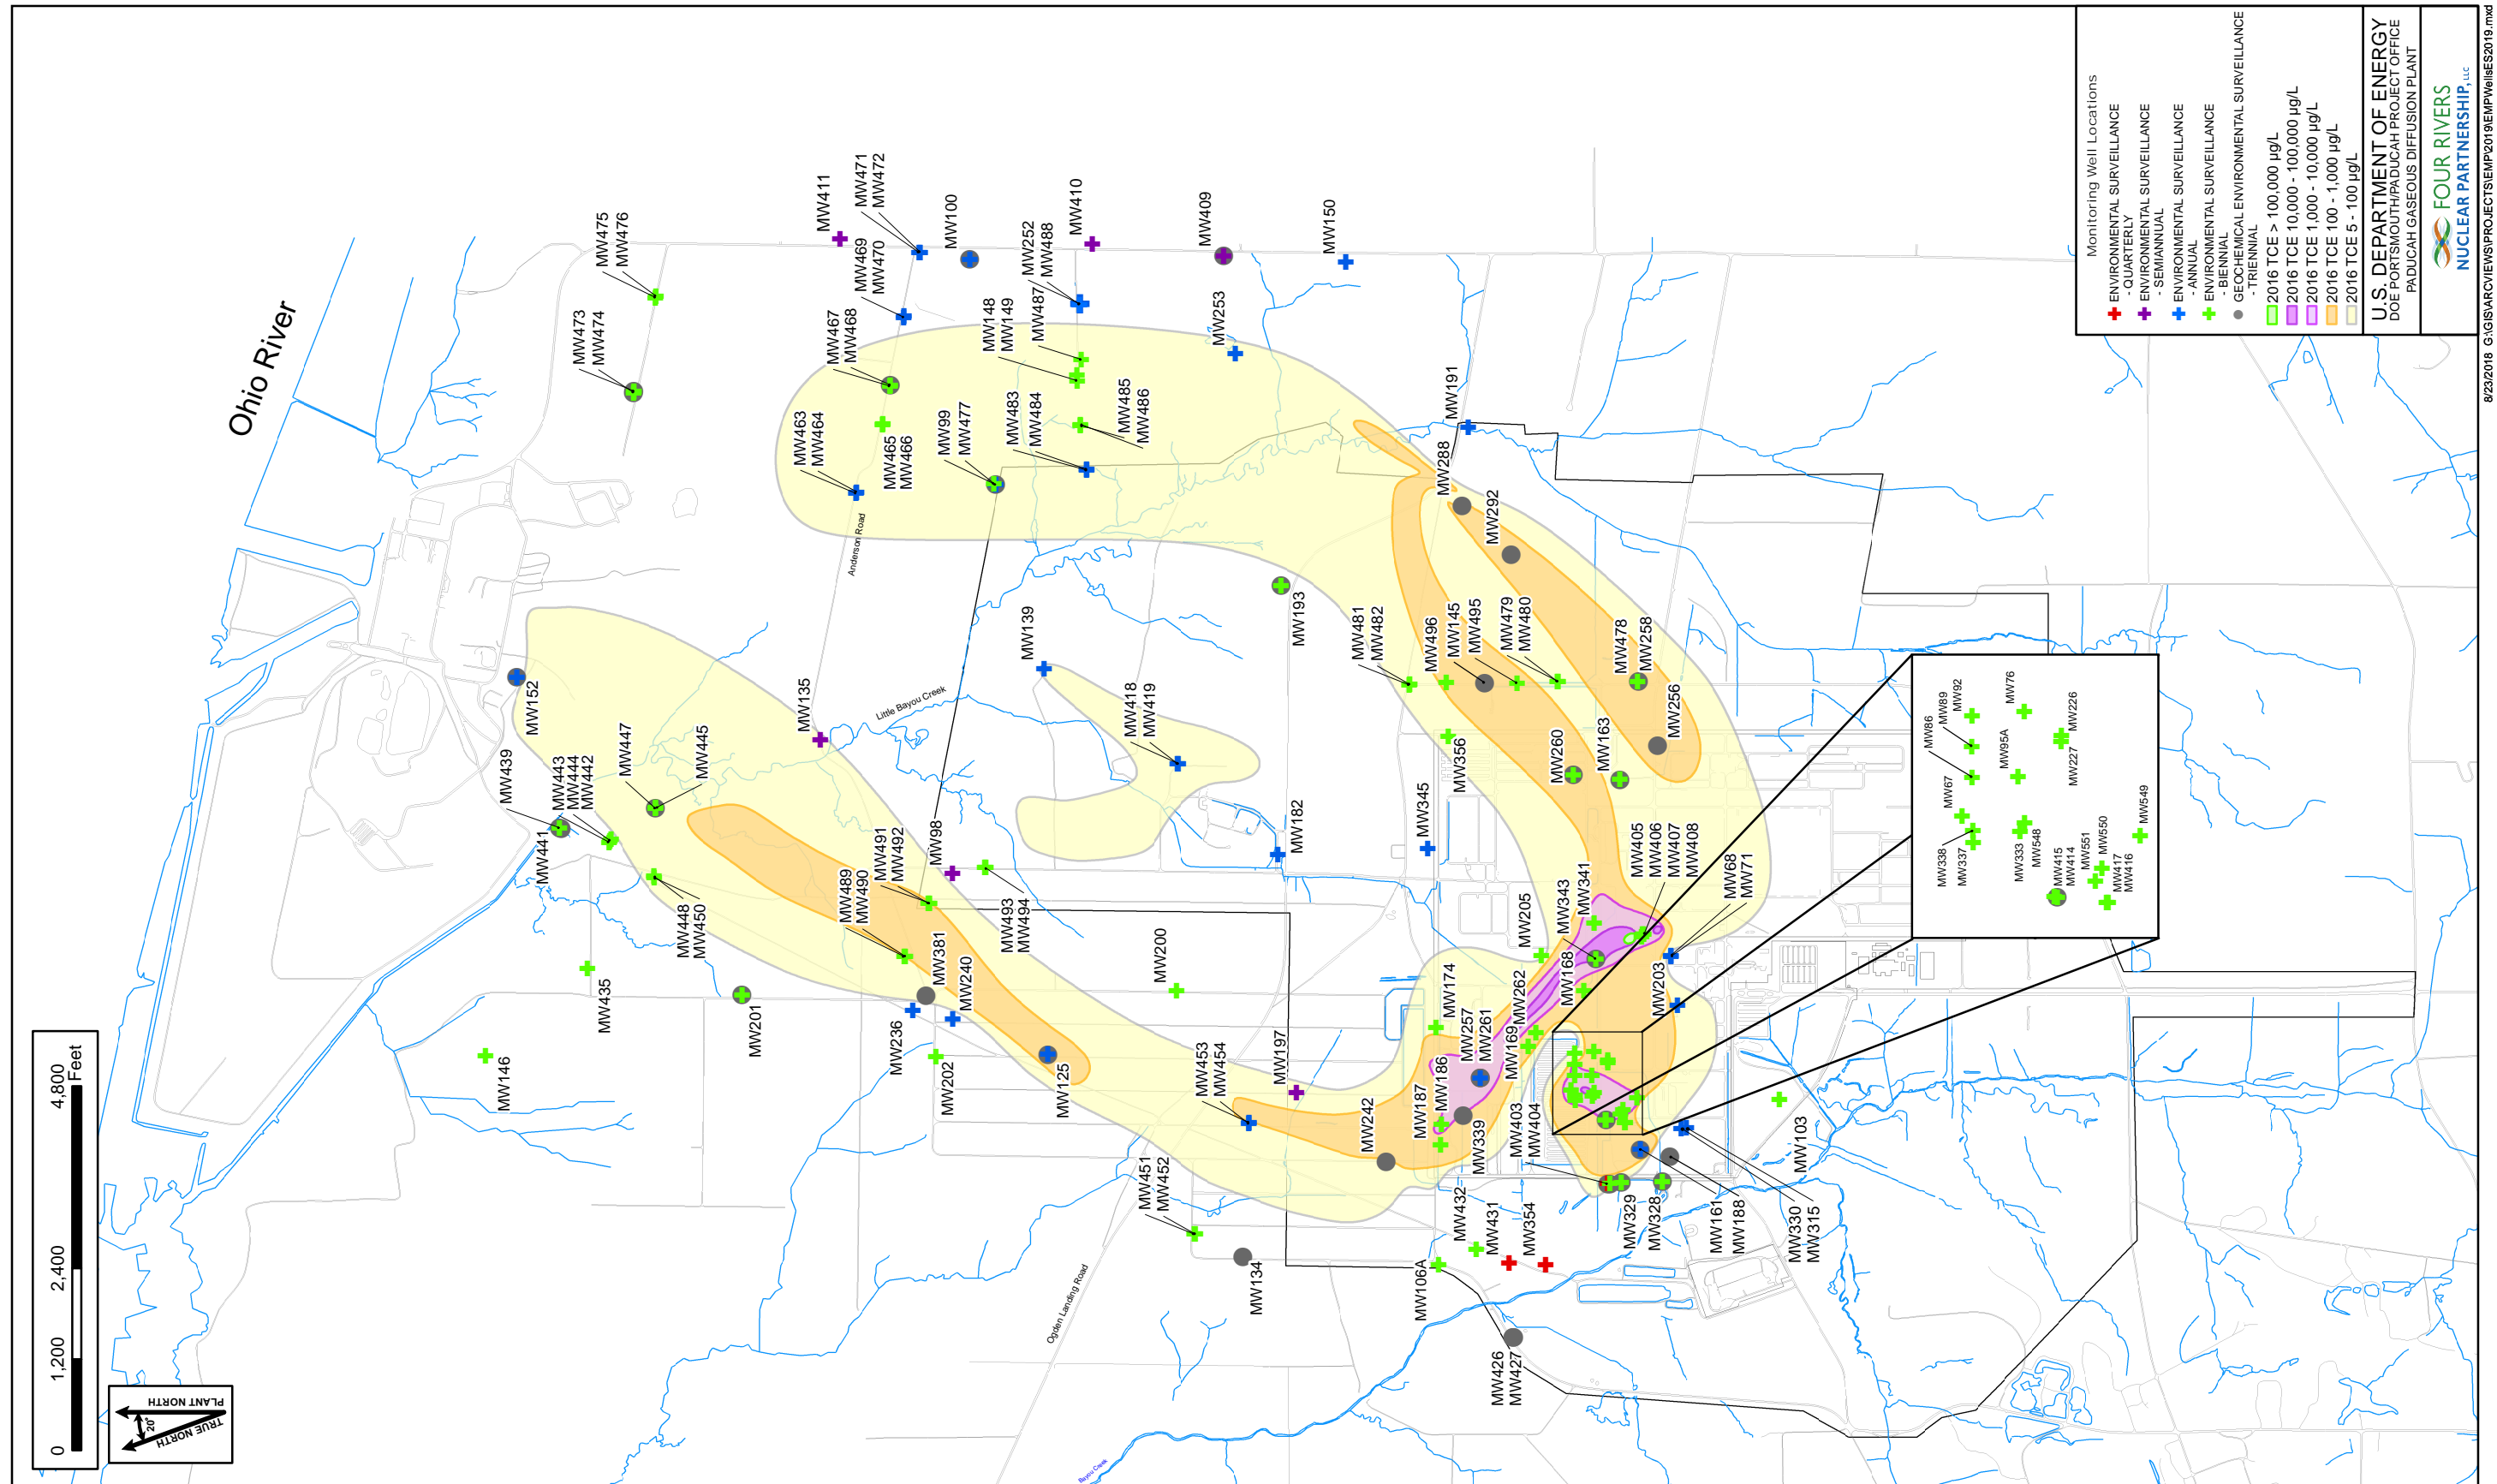 Ohio River
MW475
MW476
MW473
MW474
MW411
MW471
MW472
MW469
MW470
MW100
MW252
MW488
MW410
MW409
MW150
MW467
MW468
MW148
MW149
MW487
MW253
MW463
MW464
MW465
MW466
MW99
MW477
MW483
MW484
MW485
MW486
MW191
MW288
MW292
Anderson Road
MW193
MW139
Little Bayou Creek
MW418
MW419
MW135
MW152
MW439
MW443
MW444
MW442
MW447
MW445
MW441
MW448
MW450
MW435
MW201
MW146
MW489
MW490
MW491
MW492
MW98
MW493
MW494
MW381
MW240
MW236
MW202
MW125
MW200
MW182
MW345
MW356
MW481
MW482
MW496
MW145
MW495
MW479
MW480
MW478
MW258
MW256
MW260
MW163
MW205
MW343
MW341
MW405
MW406
MW407
MW408
MW68
MW71
MW203
MW168
MW262
MW169
MW257
MW261
MW174
MW186
MW187
MW339
MW403
MW404
MW197
MW453
MW454
MW242
MW451
MW452
MW134
Ogden Landing Road
MW106A
MW432
MW431
MW354
MW329
MW328
MW161
MW188
MW330
MW315
MW103
MW426
MW427
Bayou Creek
MW86
MW89
MW92
MW76
MW67
MW95A
MW226
MW227
MW338
MW337
MW333
MW548
MW415
MW414
MW551
MW550
MW417
MW416
MW549
0 1,200 2,400 4,800
Feet
PLANT NORTH
TRUE NORTH
20°
Monitoring Well Locations
ENVIRONMENTAL SURVEILLANCE
- QUARTERLY
ENVIRONMENTAL SURVEILLANCE
- SEMIANNUAL
ENVIRONMENTAL SURVEILLANCE
- ANNUAL
ENVIRONMENTAL SURVEILLANCE
- BIENNIAL
GEOCHEMICAL ENVIRONMENTAL SURVEILLANCE
- TRIENNIAL
2016 TCE > 100,000 µg/L
2016 TCE 10,000 - 100,000 µg/L
2016 TCE 1,000 - 10,000 µg/L
2016 TCE 100 - 1,000 µg/L
2016 TCE 5 - 100 µg/L
U.S. DEPARTMENT OF ENERGY
DOE PORTSMOUTH/PADUCAH PROJECT OFFICE
PADUCAH GASEOUS DIFFUSION PLANT
FOUR RIVERS
NUCLEAR PARTNERSHIP, LLC
8/23/2018 G:\GIS\ARCVIEWS\PROJECTS\EMP\2019\EMPWellsES2019.mxd